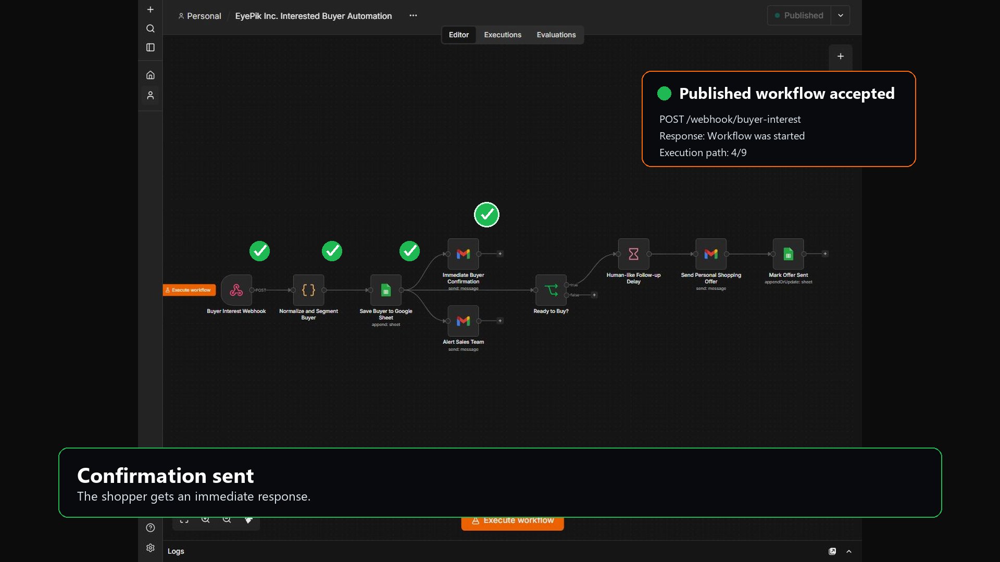 Personal / EyePik Inc. Interested Buyer Automation ...
Published
Editor Executions Evaluations
Published workflow accepted
POST /webhook/buyer-interest
Response: Workflow was started
Execution path: 4/9
Execute workflow
POST
Buyer Interest Webhook
Normalize and Segment
Buyer
Save Buyer to Google
Sheet
append: sheet
Immediate Buyer
Confirmation
send: message
Alert Sales Team
send: message
true
false
Ready to Buy?
Human-like Follow-up
Delay
Send Personal Shopping
Offer
send: message
Mark Offer Sent
appendOrUpdate: sheet
Confirmation sent
The shopper gets an immediate response.
Execute workflow
Logs